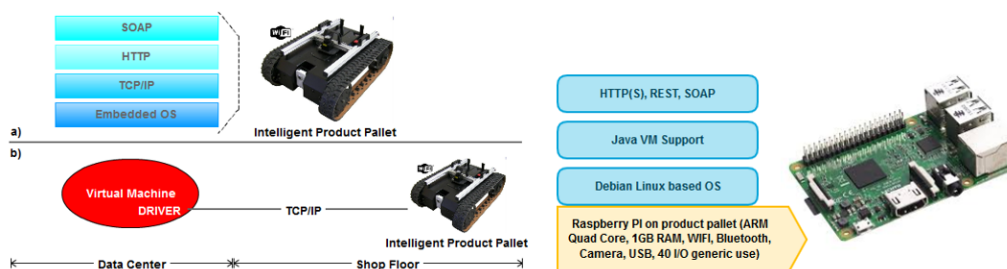 SOAP
HTTP
TCP/IP
Embedded OS
WiFi
Intelligent Product Pallet
a)
b)
Virtual Machine
DRIVER
TCP/IP
WiFi
Intelligent Product Pallet
Data Center
Shop Floor
HTTP(S), REST, SOAP
Java VM Support
Debian Linux based OS
Raspberry PI on product pallet (ARM
Quad Core, 1GB RAM, WIFI, Bluetooth,
Camera, USB, 40 I/O generic use)